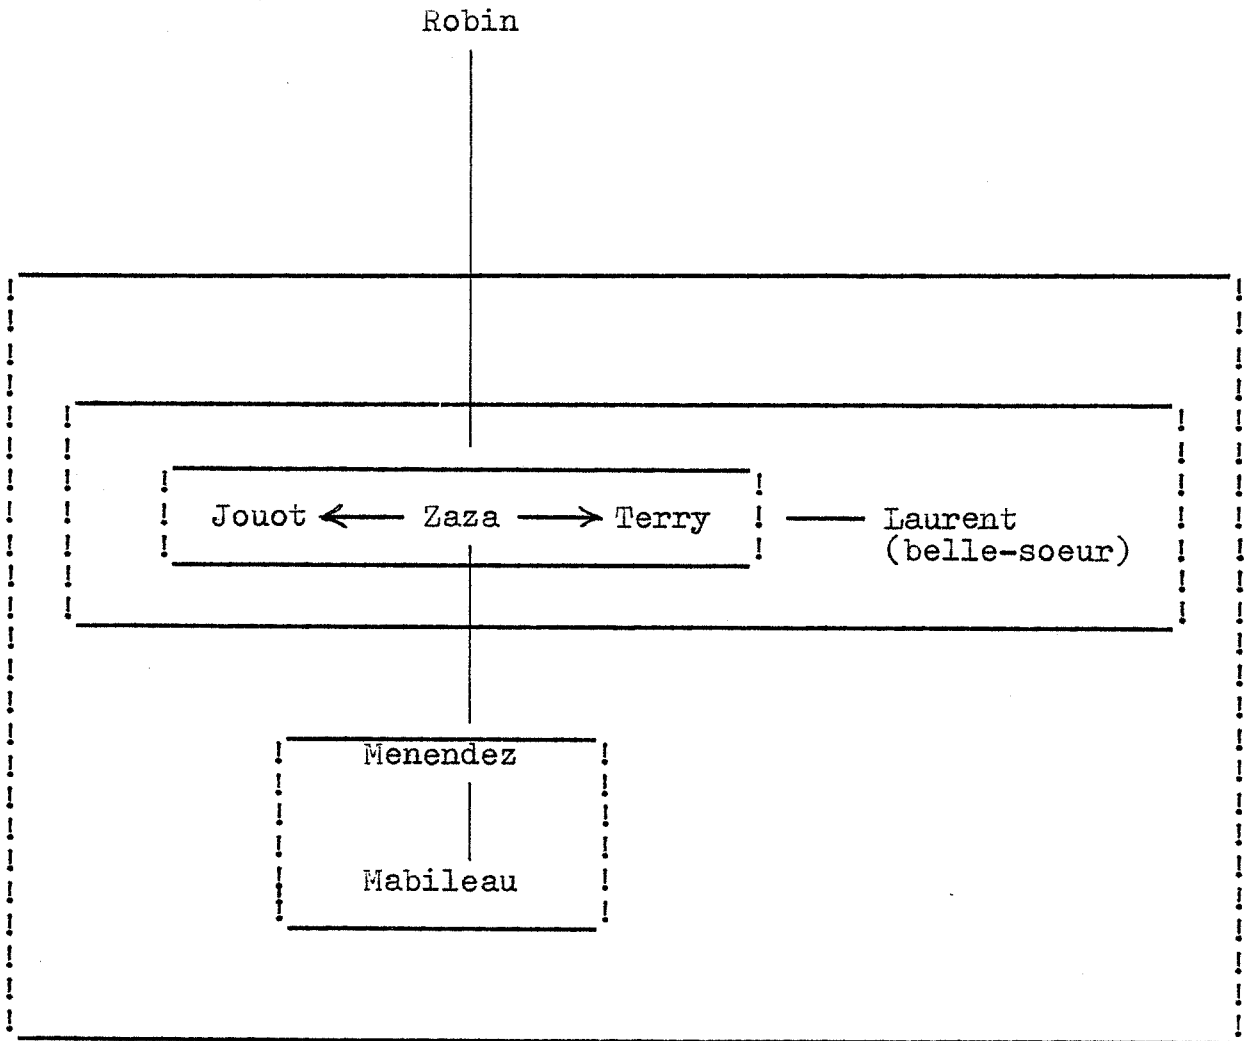 Robin
Jouot Zaza Terry Laurent
(belle-soeur)
Menendez
Mabileau